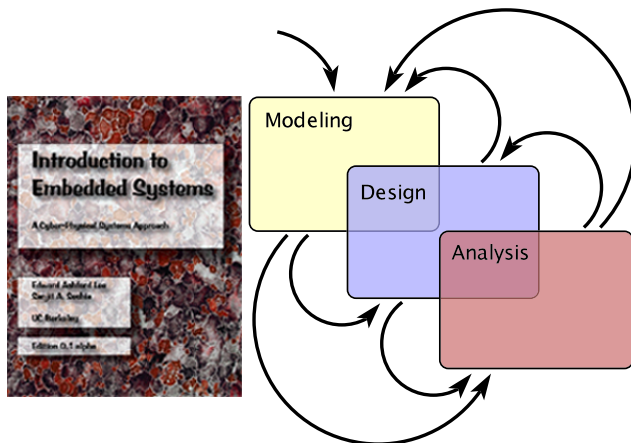 Introduction to
Embedded Systems
A Cyber-Physical Systems Approach
Edward Ashford Lee
Sanjit A. Seshia
UC Berkeley
Edition 0.1 alpha
Modeling
Design
Analysis